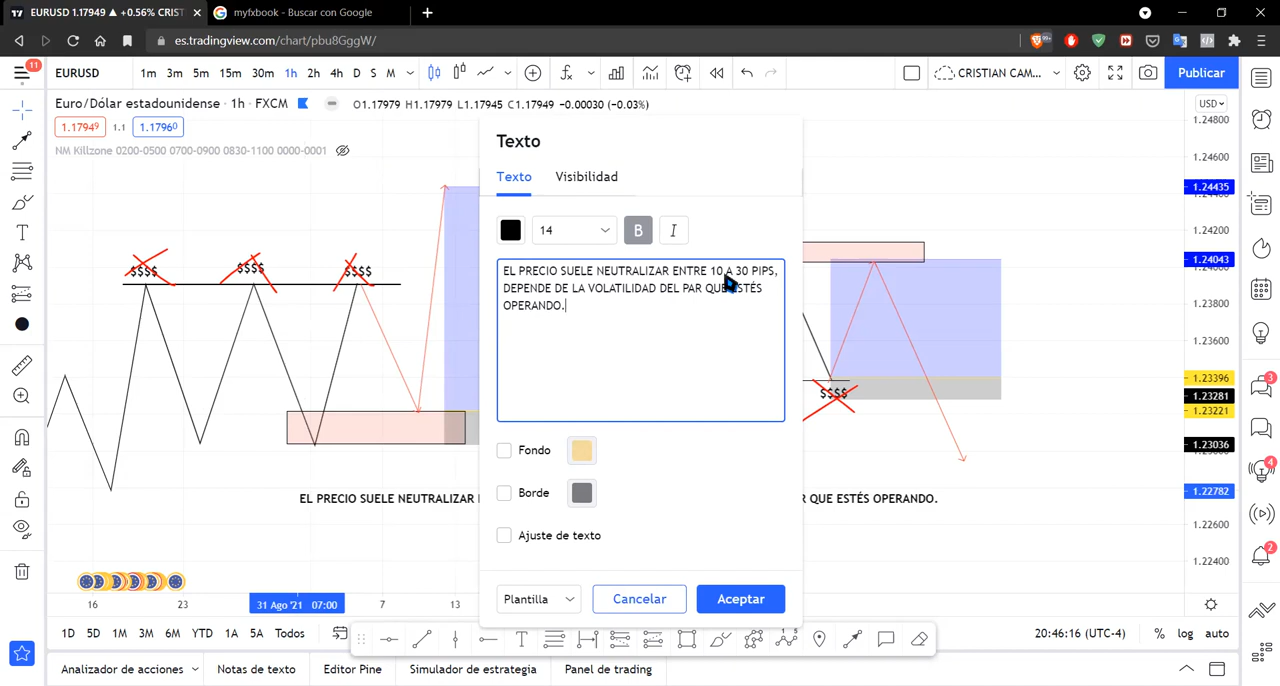 EURUSD 1.17949 ▲ +0.56% CRIST
myfxbook - Buscar con Google
es.tradingview.com/chart/pbu8GggW/
99+
11
EURUSD
1m 3m 5m 15m 30m 1h 2h 4h D S M
CRISTIAN CAM...
Publicar
Euro/Dólar estadounidense · 1h · FXCM
O1.17979 H1.17979 L1.17945 C1.17949 −0.00030 (−0.03%)
USD
1.17949 1.1 1.17960
NM Killzone 0200-0500 0700-0900 0830-1100 0000-0001
1.24800
1.24600
1.24435
1.24200
1.24043
1.24000
1.23800
1.23600
1.23396
1.23281
1.23221
1.23036
1.22782
1.22600
1.22400
$$$$ $$$$ $$$$
$$$$
Texto
Texto Visibilidad
14 B I
EL PRECIO SUELE NEUTRALIZAR ENTRE 10 A 30 PIPS,
DEPENDE DE LA VOLATILIDAD DEL PAR QUE ESTÉS
OPERANDO.
Fondo
Borde
Ajuste de texto
Plantilla
Cancelar
Aceptar
EL PRECIO SUELE NEUTRALIZAR
R QUE ESTÉS OPERANDO.
3
4
2
16 23 31 Ago '21 07:00 7 13
1D 5D 1M 3M 6M YTD 1A 5A Todos
20:46:16 (UTC-4) % log auto
Analizador de acciones Notas de texto Editor Pine Simulador de estrategia Panel de trading